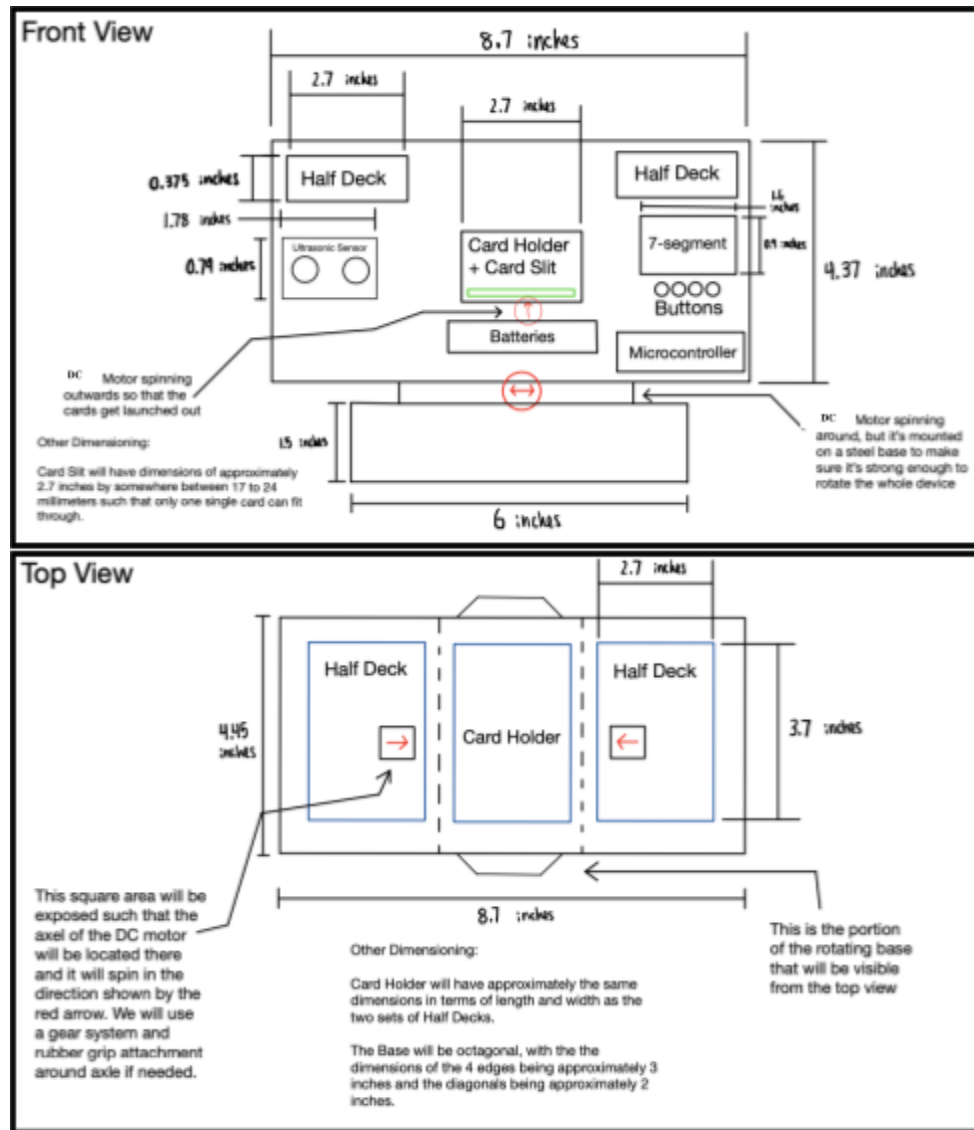 Front View
8.7 inches
2.7 inches
2.7 inches
0.375 inches
Half Deck
Half Deck
1.78 inches
1.6
inches
Ultrasonic Sensor
0.79 inches
Card Holder
+ Card Slit
7-segment
0.9 inches
4.37 inches
Buttons
Batteries
Microcontroller
DC Motor spinning
outwards so that the
cards get launched out
DC Motor spinning
around, but it's mounted
on a steel base to make
sure it's strong enough to
rotate the whole device
Other Dimensioning:
1.5 inches
Card Slit will have dimensions of approximately
2.7 inches by somewhere between 17 to 24
millimeters such that only one single card can fit
through.
6 inches
Top View
2.7 inches
Half Deck
Half Deck
4.45
inches
Card Holder
3.7
inches
8.7 inches
This square area will be
exposed such that the
axel of the DC motor
will be located there
and it will spin in the
direction shown by the
red arrow. We will use
a gear system and
rubber grip attachment
around axle if needed.
Other Dimensioning:
Card Holder will have approximately the same
dimensions in terms of length and width as the
two sets of Half Decks.
The Base will be octagonal, with the the
dimensions of the 4 edges being approximately 3
inches and the diagonals being approximately 2
inches.
This is the portion
of the rotating base
that will be visible
from the top view